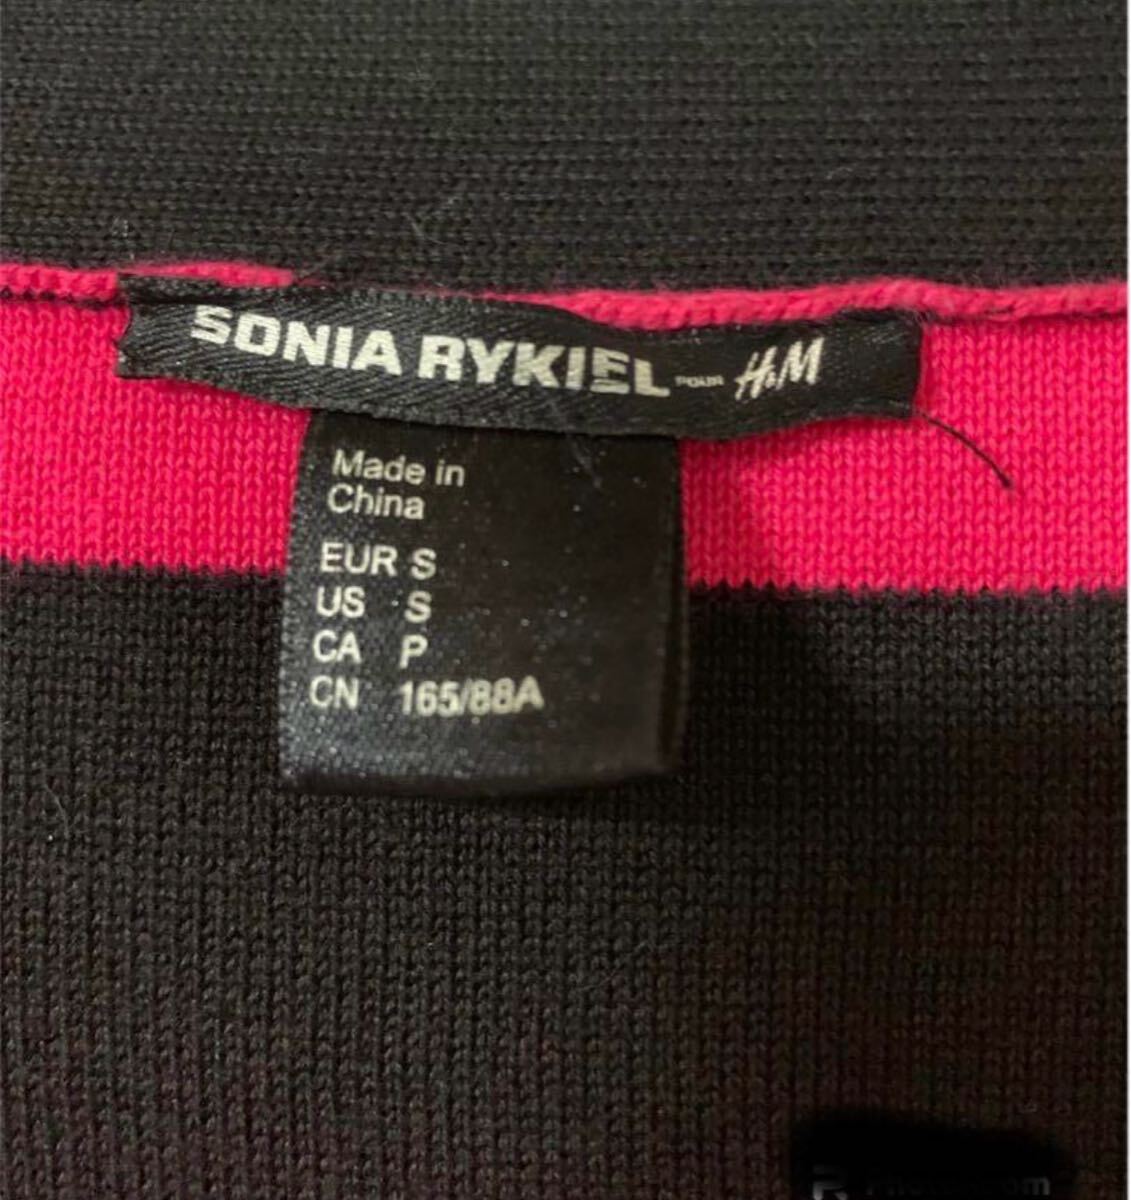 SONIA RYKIEL POUR H&M
Made in
China
EUR S
US S
CA P
CN 165/88A